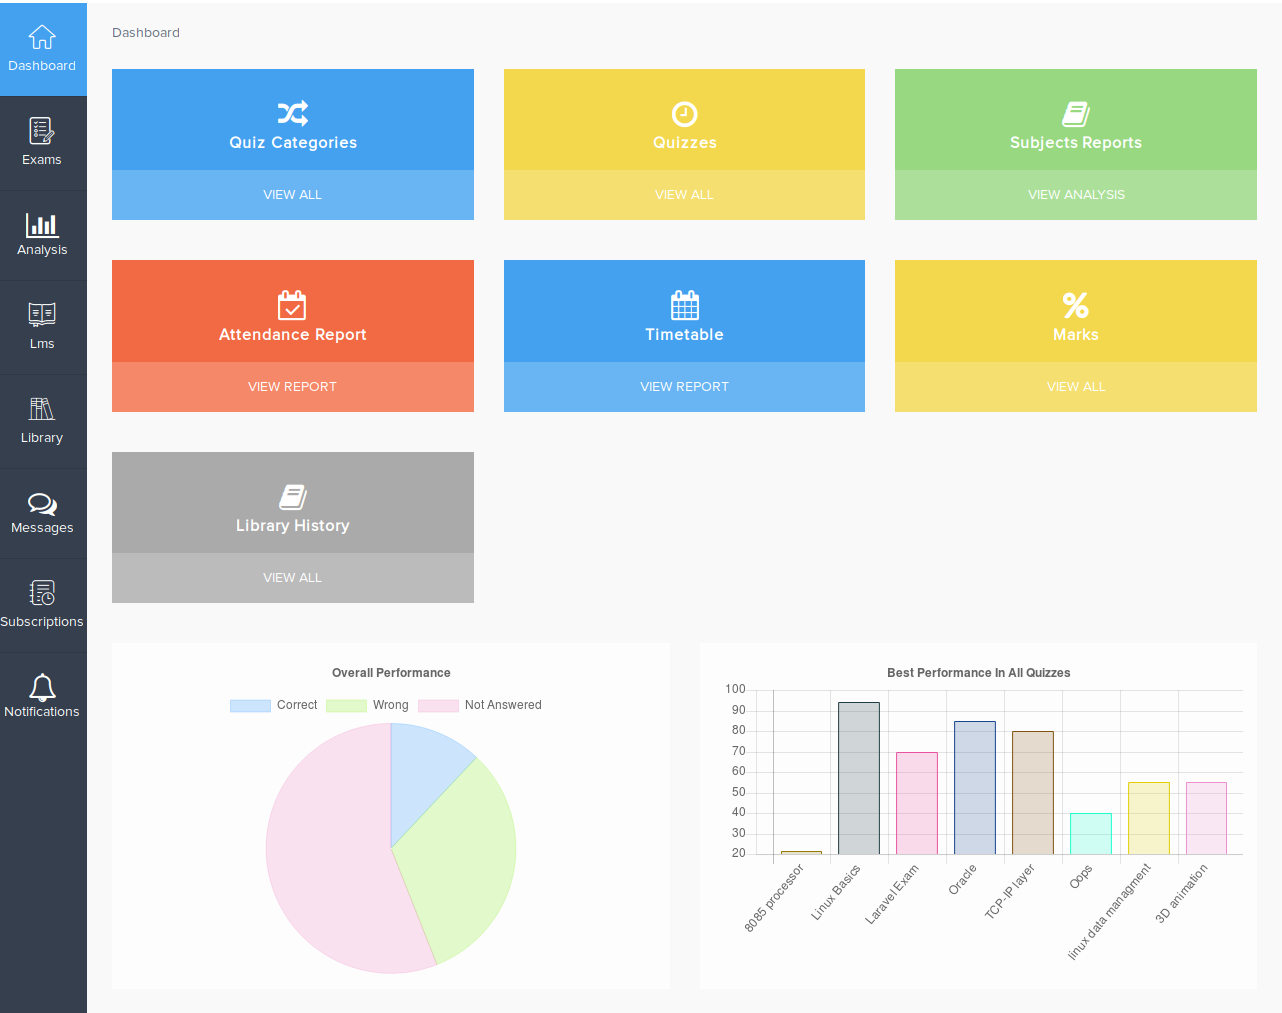 Dashboard
Exams
Analysis
Lms
Library
Messages
Subscriptions
Notifications
Dashboard
Quiz Categories
VIEW ALL
Quizzes
VIEW ALL
Subjects Reports
VIEW ANALYSIS
Attendance Report
VIEW REPORT
Timetable
VIEW REPORT
Marks
VIEW ALL
Library History
VIEW ALL
Overall Performance
Correct Wrong Not Answered
Best Performance In All Quizzes
100
90
80
70
60
50
40
30
20
8085 processor
Linux Basics
Laravel Exam
Oracle
TCP-IP layer
Oops
linux data managment
3D animation